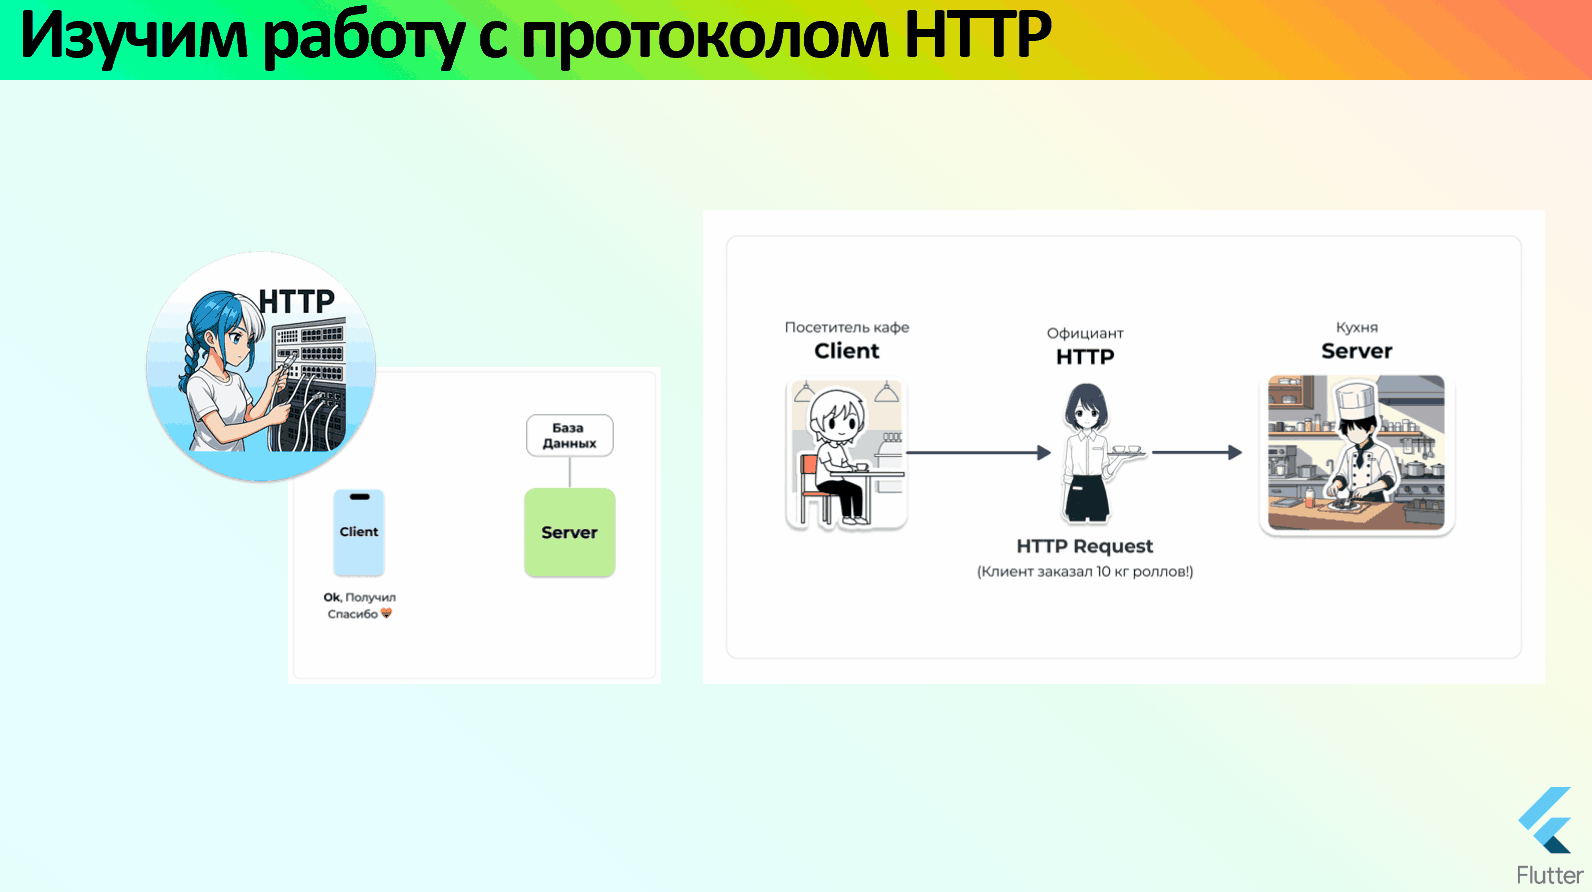 Изучим работу с протоколом HTTP
HTTP
База
Данных
Client
Server
Ok, Получил
Спасибо
Посетитель кафе
Client
Официант
HTTP
Кухня
Server
HTTP Request
(Клиент заказал 10 кг роллов!)
Flutter